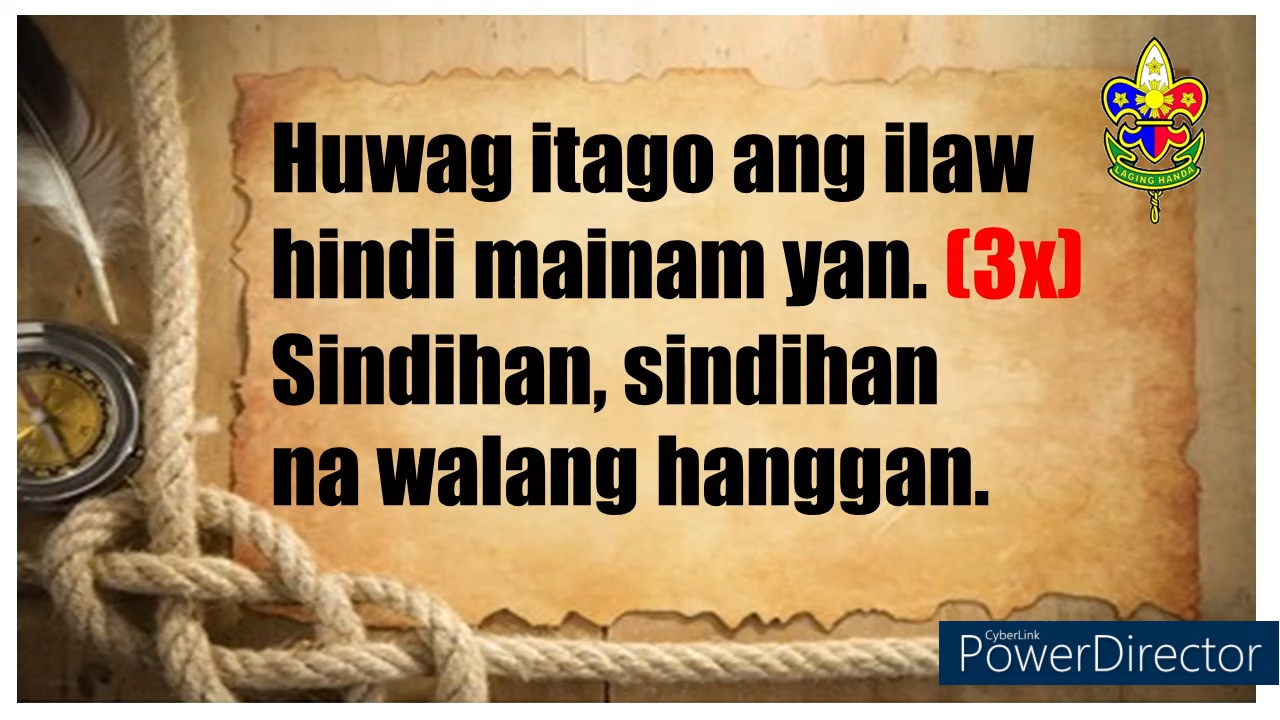 LAGING HANDA
Huwag itago ang ilaw
hindi mainam yan. (3x)
Sindihan, sindihan
na walang hanggan.
CyberLink
PowerDirector